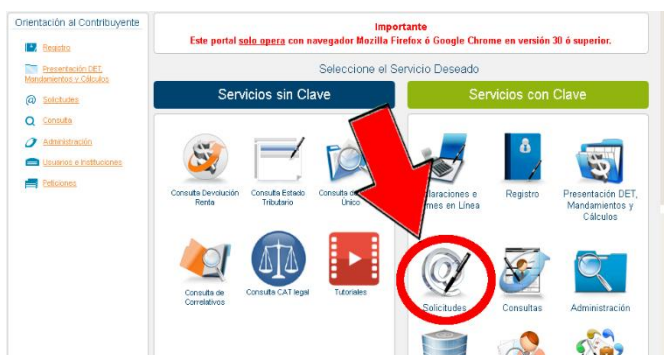 Orientación al Contribuyente
Registro
Presentación DET,
Mandamientos y Cálculos
Solicitudes
Consulta
Administración
Usuarios e Instituciones
Peticiones
Importante
Este portal solo opera con navegador Mozilla Firefox ó Google Chrome en versión 30 ó superior.
Seleccione el Servicio Deseado
Servicios sin Clave
Consulta Devolución
Renta
Consulta Estado
Tributario
Consulta
Único
Consulta de
Correlativos
Consulta CAT legal
Tutoriales
Servicios con Clave
en Línea
Registro
Presentación DET,
Mandamientos y
Cálculos
Solicitudes
Consultas
Administración